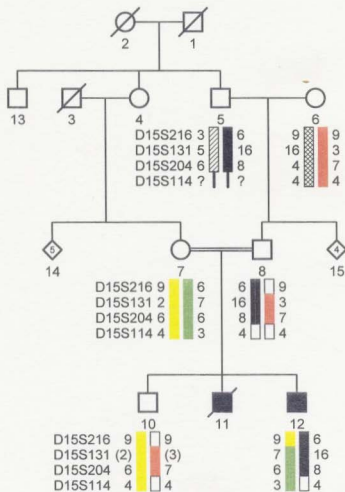 2 1
13 3 4 5 6
D15S216 3 6 9 9
D15S131 5 16 16 3
D15S204 6 8 4 7
D15S114 ? ? 4 4
5 4
14 7 8 15
D15S216 9 6 6 9
D15S131 2 7 16 3
D15S204 6 6 8 7
D15S114 4 3 4 4
10 11 12
D15S216 9 9 9 6
D15S131 (2) (3) 7 16
D15S204 6 7 6 8
D15S114 4 4 3 4